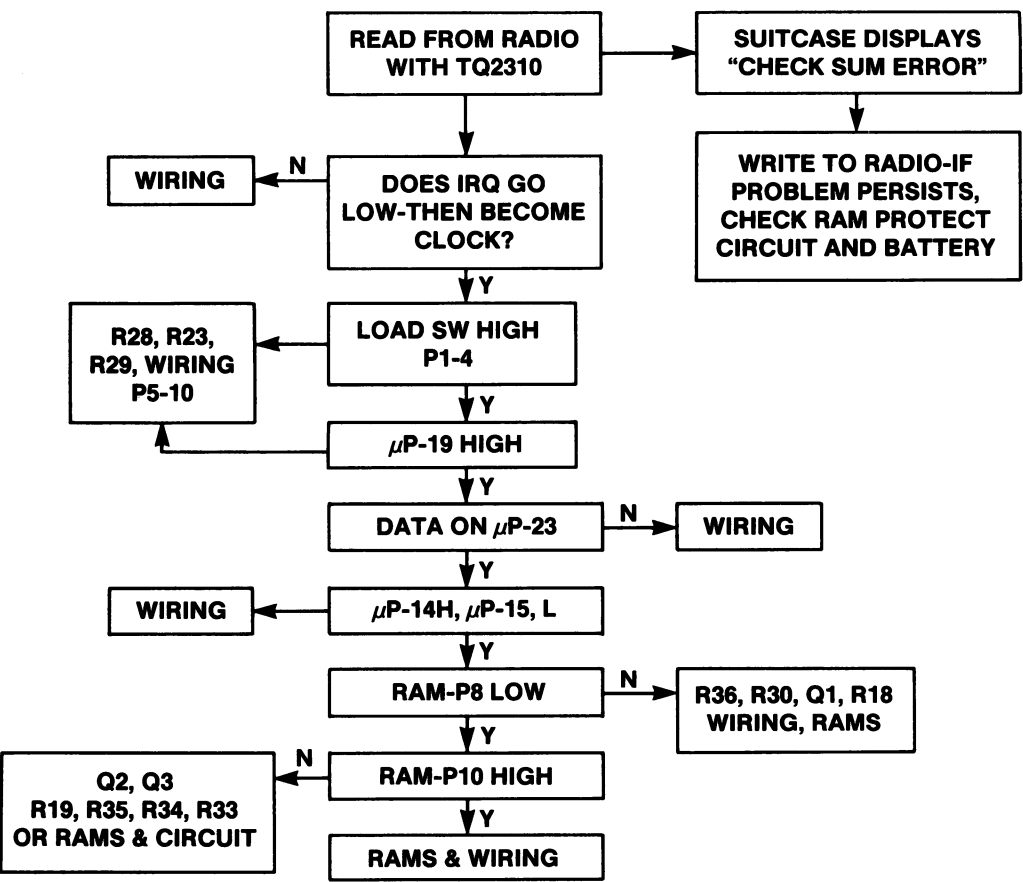 READ FROM RADIO
WITH TQ2310
SUITCASE DISPLAYS
“CHECK SUM ERROR”
WRITE TO RADIO-IF
PROBLEM PERSISTS,
CHECK RAM PROTECT
CIRCUIT AND BATTERY
WIRING
N
DOES IRQ GO
LOW-THEN BECOME
CLOCK?
Y
R28, R23,
R29, WIRING
P5-10
LOAD SW HIGH
P1-4
Y
μP-19 HIGH
Y
DATA ON μP-23
N
WIRING
Y
WIRING
μP-14H, μP-15, L
Y
RAM-P8 LOW
N
R36, R30, Q1, R18
WIRING, RAMS
Y
Q2, Q3
R19, R35, R34, R33
OR RAMS & CIRCUIT
N
RAM-P10 HIGH
Y
RAMS & WIRING